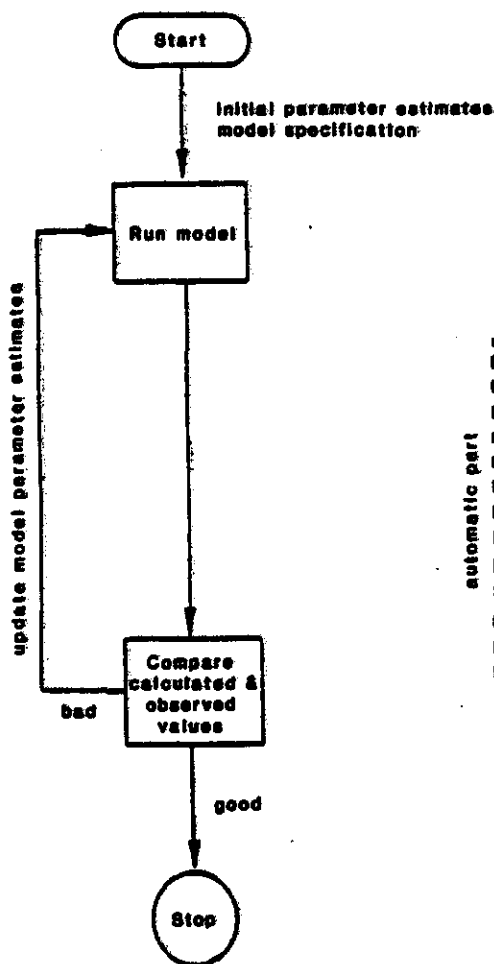 Start
initial parameter estimates
model specification
Run model
update model parameter estimates
automatic part
Compare
calculated &
observed
values
bad
good
Stop